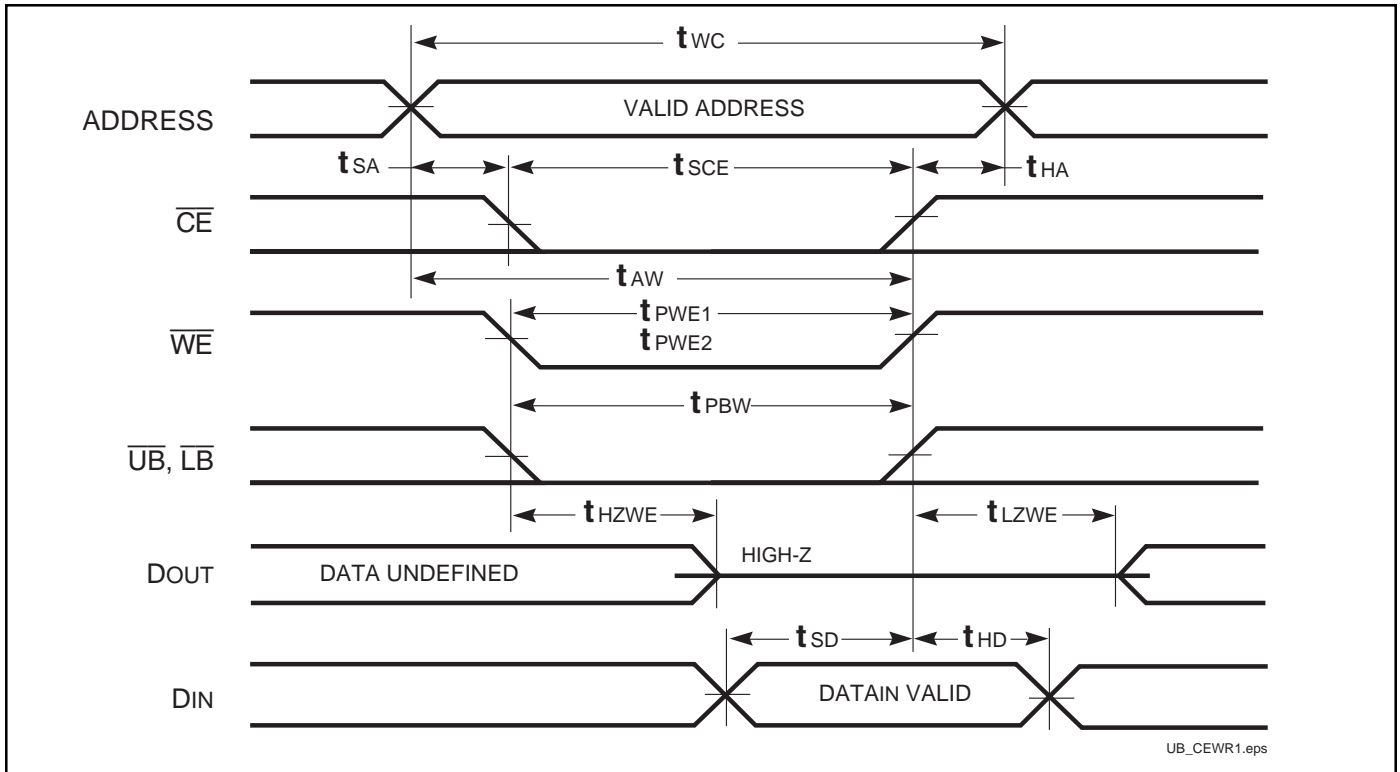 tWC
ADDRESS
VALID ADDRESS
tSA
tSCE
tHA
CE
tAW
tPWE1
WE
tPWE2
tPBW
UB, LB
tHZWE
tLZWE
DOUT
DATA UNDEFINED
HIGH-Z
tSD
tHD
DIN
DATAIN VALID
UB_CEWR1.eps